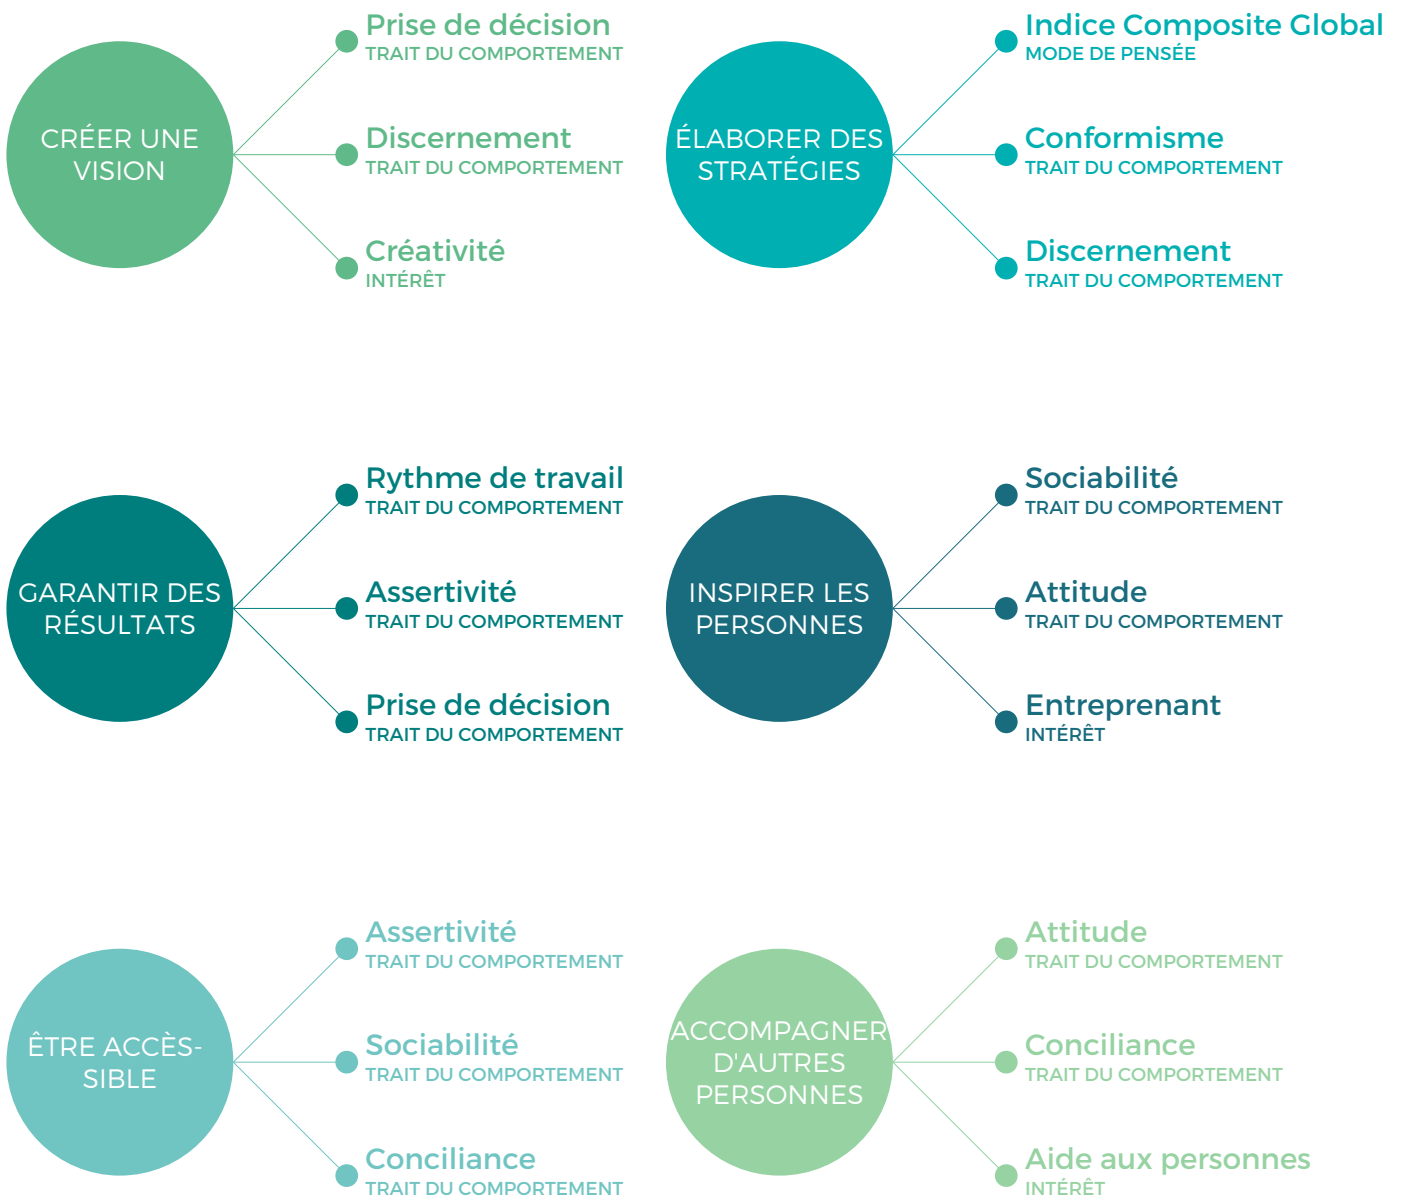 CRÉER UNE
VISION
Prise de décision
TRAIT DU COMPORTEMENT
Discernement
TRAIT DU COMPORTEMENT
Créativité
INTÉRÊT
ÉLABORER DES
STRATÉGIES
Indice Composite Global
MODE DE PENSÉE
Conformisme
TRAIT DU COMPORTEMENT
Discernement
TRAIT DU COMPORTEMENT
GARANTIR DES
RÉSULTATS
Rythme de travail
TRAIT DU COMPORTEMENT
Assertivité
TRAIT DU COMPORTEMENT
Prise de décision
TRAIT DU COMPORTEMENT
INSPIRER LES
PERSONNES
Sociabilité
TRAIT DU COMPORTEMENT
Attitude
TRAIT DU COMPORTEMENT
Entreprenant
INTÉRÊT
ÊTRE ACCÈS-
SIBLE
Assertivité
TRAIT DU COMPORTEMENT
Sociabilité
TRAIT DU COMPORTEMENT
Conciliance
TRAIT DU COMPORTEMENT
ACCOMPAGNER
D'AUTRES
PERSONNES
Attitude
TRAIT DU COMPORTEMENT
Conciliance
TRAIT DU COMPORTEMENT
Aide aux personnes
INTÉRÊT